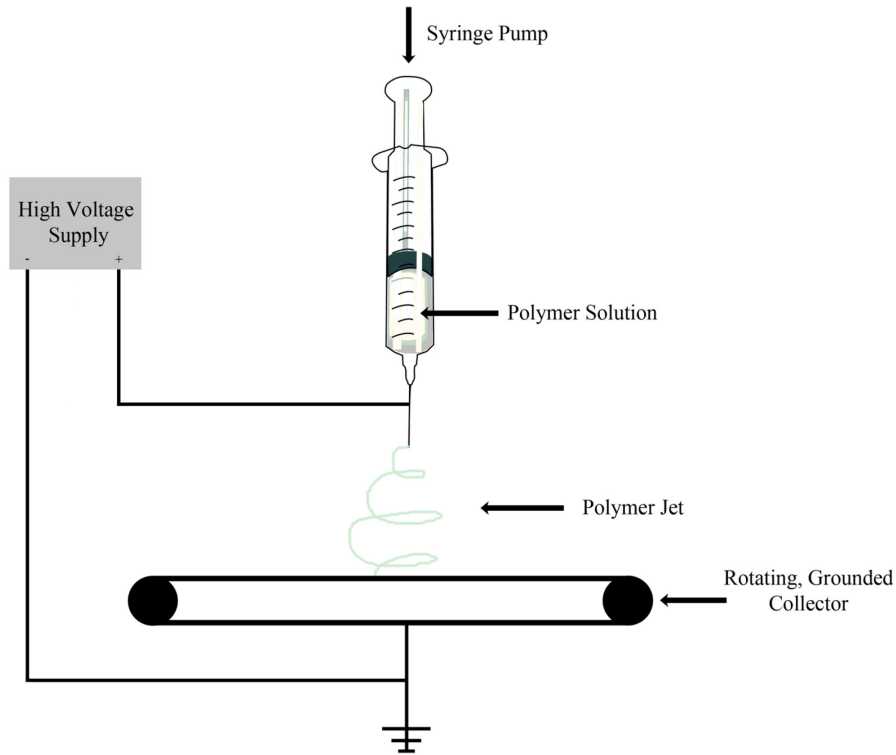 Syringe Pump
High Voltage
Supply
- +
Polymer Solution
Polymer Jet
Rotating, Grounded
Collector